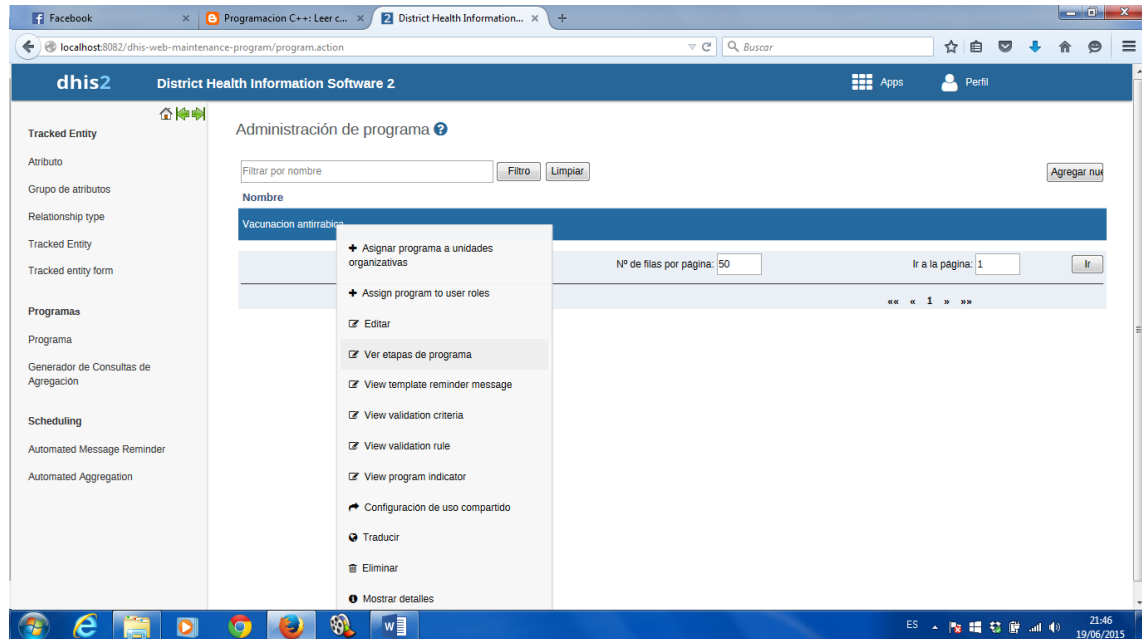 Facebook
Programacion C++: Leer c...
District Health Information...
localhost:8082/dhis-web-maintenance-program/program.action
Buscar
dhis2
District Health Information Software 2
Apps
Perfil
Tracked Entity
Atributo
Grupo de atributos
Relationship type
Tracked Entity
Tracked entity form
Programas
Programa
Generador de Consultas de
Agregación
Scheduling
Automated Message Reminder
Automated Aggregation
Administración de programa
Filtrar por nombre
Filtro
Limpiar
Agregar nue
Nombre
Vacunacion antirrabica
Asignar programa a unidades
organizativas
Assign program to user roles
Editar
Ver etapas de programa
View template reminder message
View validation criteria
View validation rule
View program indicator
Configuración de uso compartido
Traducir
Eliminar
Mostrar detalles
Nº de filas por página: 50
Ir a la página: 1
Ir
«« « 1 » »»
ES
21:46
19/06/2015